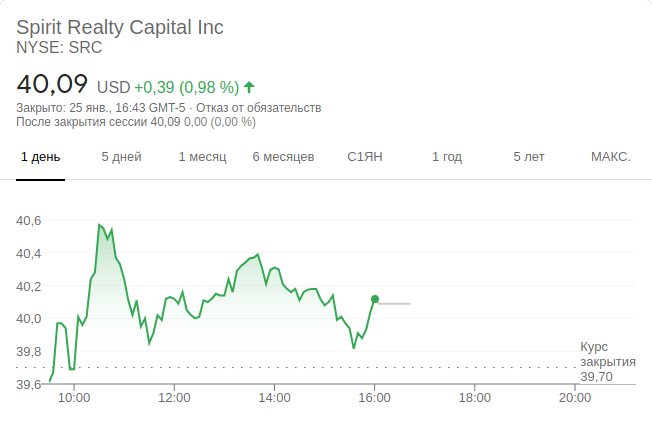 Spirit Realty Capital Inc
NYSE: SRC
40,09 USD +0,39 (0,98 %)
Закрыто: 25 янв., 16:43 GMT-5 · Отказ от обязательств
После закрытия сессии 40,09 0,00 (0,00 %)
1 день 5 дней 1 месяц 6 месяцев С1ЯН 1 год 5 лет МАКС.
40,6
40,4
40,2
40,0
39,8
39,6
Курс
закрытия
39,70
10:00 12:00 14:00 16:00 18:00 20:00